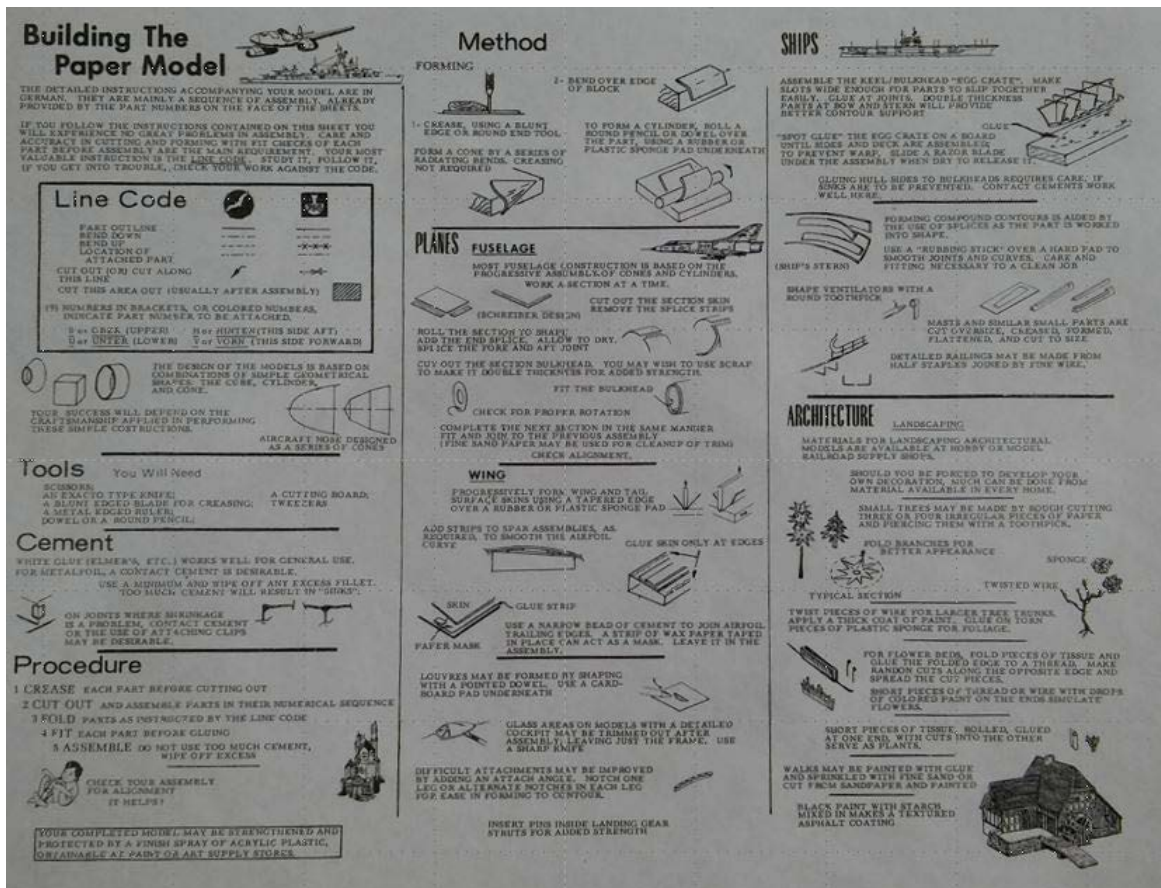 Building The
Paper Model
THE DETAILED INSTRUCTIONS ACCOMPANYING YOUR MODEL ARE IN
GERMAN. THEY ARE MAINLY A SEQUENCE OF ASSEMBLY, ALREADY
PROVIDED BY THE PART NUMBERS ON THE FACE OF THE SHEETS.
IF YOU FOLLOW THE INSTRUCTIONS CONTAINED ON THIS SHEET YOU
WILL EXPERIENCE NO GREAT PROBLEMS IN ASSEMBLY. CARE AND
ACCURACY IN CUTTING AND FORMING WITH FIT CHECKS OF EACH
PART BEFORE ASSEMBLY ARE THE MAIN REQUIREMENT. YOUR MOST
VALUABLE INSTRUCTION IS THE LINE CODE. STUDY IT, FOLLOW IT,
IF YOU GET INTO TROUBLE, CHECK YOUR WORK AGAINST THE CODE.
Line Code
PART OUTLINE
BEND DOWN
BEND UP
LOCATION OF
ATTACHED PART
CUT OUT (OR) CUT ALONG
THIS LINE
CUT THIS AREA OUT (USUALLY AFTER ASSEMBLY)
(9) NUMBERS IN BRACKETS, OR COLORED NUMBERS,
INDICATE PART NUMBER TO BE ATTACHED.
(UPPER) H or HINTEN (THIS SIDE AFT)
U or UNTER (LOWER) V or VORN (THIS SIDE FORWARD)
THE DESIGN OF THE MODELS IS BASED ON
COMBINATIONS OF SIMPLE GEOMETRICAL
SHAPES: THE CUBE, CYLINDER,
AND CONE.
YOUR SUCCESS WILL DEPEND ON THE
CRAFTSMANSHIP APPLIED IN PERFORMING
THESE SIMPLE COSTRUCTIONS.
AIRCRAFT NOSE DESIGNED
AS A SERIES OF CONES
Tools You Will Need
SCISSORS;
AN EXACTO TYPE KNIFE; A CUTTING BOARD;
A BLUNT EDGED BLADE FOR CREASING; TWEEZERS
A METAL EDGED RULER;
DOWEL OR A ROUND PENCIL;
Cement
WHITE GLUE (ELMER'S, ETC.) WORKS WELL FOR GENERAL USE.
FOR METALFOIL, A CONTACT CEMENT IS DESIRABLE.
USE A MINIMUM AND WIPE OFF ANY EXCESS FILLET.
TOO MUCH CEMENT WILL RESULT IN "SINKS".
ON JOINTS WHERE SHRINKAGE
IS A PROBLEM, CONTACT CEMENT
OR THE USE OF ATTACHING CLIPS
MAY BE DESIRABLE.
Procedure
1 CREASE EACH PART BEFORE CUTTING OUT
2 CUT OUT AND ASSEMBLE PARTS IN THEIR NUMERICAL SEQUENCE
3 FOLD PARTS AS INSTRUCTED BY THE LINE CODE
4 FIT EACH PART BEFORE GLUING
5 ASSEMBLE DO NOT USE TOO MUCH CEMENT,
WIPE OFF EXCESS
CHECK YOUR ASSEMBLY
FOR ALIGNMENT
IT HELPS!
YOUR COMPLETED MODEL MAY BE STRENGTHENED AND
PROTECTED BY A FINISH SPRAY OF ACRYLIC PLASTIC,
OBTAINABLE AT PAINT OR ART SUPPLY STORES.
Method
FORMING
2- BEND OVER EDGE
OF BLOCK
1- CREASE, USING A BLUNT
EDGE OR ROUND END TOOL.
TO FORM A CYLINDER, ROLL A
ROUND PENCIL OR DOWEL OVER
THE PART, USING A RUBBER OR
PLASTIC SPONGE PAD UNDERNEATH
FORM A CONE BY A SERIES OF
RADIATING BENDS. CREASING
NOT REQUIRED
PLANES FUSELAGE
MOST FUSELAGE CONSTRUCTION IS BASED ON THE
PROGRESSIVE ASSEMBLY OF CONES AND CYLINDERS.
WORK A SECTION AT A TIME.
(SCHREIBER DESIGN)
CUT OUT THE SECTION SKIN
REMOVE THE SPLICE STRIPS
ROLL THE SECTION TO SHAPE
ADD THE END SPLICE. ALLOW TO DRY.
SPLICE THE FORE AND AFT JOINT
CUT OUT THE SECTION BULKHEAD. YOU MAY WISH TO USE SCRAP
TO MAKE IT DOUBLE THICKNESS FOR ADDED STRENGTH.
FIT THE BULKHEAD
CHECK FOR PROPER ROTATION
COMPLETE THE NEXT SECTION IN THE SAME MANNER
FIT AND JOIN TO THE PREVIOUS ASSEMBLY
(FINE SAND PAPER MAY BE USED FOR CLEANUP OF TRIM)
CHECK ALIGNMENT.
WING
PROGRESSIVELY FORM WING AND TAIL
SURFACE SKINS USING A TAPERED EDGE
OVER A RUBBER OR PLASTIC SPONGE PAD
ADD STRIPS TO SPAR ASSEMBLIES, AS
REQUIRED, TO SMOOTH THE AIRFOIL
CURVE
GLUE SKIN ONLY AT EDGES
SKIN
GLUE STRIP
PAPER MASK
USE A NARROW BEAD OF CEMENT TO JOIN AIRFOIL
TRAILING EDGES. A STRIP OF WAX PAPER TAPED
IN PLACE CAN ACT AS A MASK. LEAVE IT IN THE
ASSEMBLY.
LOUVRES MAY BE FORMED BY SHAPING
WITH A POINTED DOWEL. USE A CARD-
BOARD PAD UNDERNEATH
GLASS AREAS ON MODELS WITH A DETAILED
COCKPIT MAY BE TRIMMED OUT AFTER
ASSEMBLY, LEAVING JUST THE FRAME. USE
A SHARP KNIFE
DIFFICULT ATTACHMENTS MAY BE IMPROVED
BY ADDING AN ATTACH ANGLE. NOTCH ONE
LEG OR ALTERNATE NOTCHES IN EACH LEG
FOR EASE IN FORMING TO CONTOUR.
INSERT PINS INSIDE LANDING GEAR
STRUTS FOR ADDED STRENGTH
SHIPS
ASSEMBLE THE KEEL/BULKHEAD "EGG CRATE". MAKE
SLOTS WIDE ENOUGH FOR PARTS TO SLIP TOGETHER
EASILY. GLUE AT JOINTS. DOUBLE THICKNESS
PARTS AT BOW AND STERN WILL PROVIDE
BETTER CONTOUR SUPPORT
GLUE
"SPOT GLUE" THE EGG CRATE ON A BOARD
UNTIL SIDES AND DECK ARE ASSEMBLED;
TO PREVENT WARP. SLIDE A RAZOR BLADE
UNDER THE ASSEMBLY WHEN DRY TO RELEASE IT.
GLUING HULL SIDES TO BULKHEADS REQUIRES CARE, IF
SINKS ARE TO BE PREVENTED. CONTACT CEMENTS WORK
WELL HERE.
FORMING COMPOUND CONTOURS IS AIDED BY
THE USE OF SPLICES AS THE PART IS WORKED
INTO SHAPE.
USE A "RUBBING STICK" OVER A HARD PAD TO
SMOOTH JOINTS AND CURVES. CARE AND
FITTING NECESSARY TO A CLEAN JOB
(SHIP'S STERN)
SHAPE VENTILATORS WITH A
ROUND TOOTHPICK
MASTS AND SIMILAR SMALL PARTS ARE
CUT OVERSIZE, CREASED, FORMED,
FLATTENED, AND CUT TO SIZE
DETAILED RAILINGS MAY BE MADE FROM
HALF STAPLES JOINED BY FINE WIRE.
ARCHITECTURE LANDSCAPING
MATERIALS FOR LANDSCAPING ARCHITECTURAL
MODELS ARE AVAILABLE AT HOBBY OR MODEL
RAILROAD SUPPLY SHOPS.
SHOULD YOU BE FORCED TO DEVELOP YOUR
OWN DECORATION, MUCH CAN BE DONE FROM
MATERIAL AVAILABLE IN EVERY HOME.
SMALL TREES MAY BE MADE BY ROUGH CUTTING
THREE OR FOUR IRREGULAR PIECES OF PAPER
AND PIERCING THEM WITH A TOOTHPICK.
FOLD BRANCHES FOR
BETTER APPEARANCE
SPONGE
TWISTED WIRE
TYPICAL SECTION
TWIST PIECES OF WIRE FOR LARGER TREE TRUNKS.
APPLY A THICK COAT OF PAINT. GLUE ON TORN
PIECES OF PLASTIC SPONGE FOR FOLIAGE.
FOR FLOWER BEDS, FOLD PIECES OF TISSUE AND
GLUE THE FOLDED EDGE TO A THREAD. MAKE
RANDON CUTS ALONG THE OPPOSITE EDGE AND
SPREAD THE CUT PIECES.
SHORT PIECES OF THREAD OR WIRE WITH DROPS
OF COLORED PAINT ON THE ENDS SIMULATE
FLOWERS.
SHORT PIECES OF TISSUE, ROLLED, GLUED
AT ONE END, WITH CUTS INTO THE OTHER
SERVE AS PLANTS.
WALKS MAY BE PAINTED WITH GLUE
AND SPRINKLED WITH FINE SAND OR
CUT FROM SANDPAPER AND PAINTED
BLACK PAINT WITH STARCH
MIXED IN MAKES A TEXTURED
ASPHALT COATING